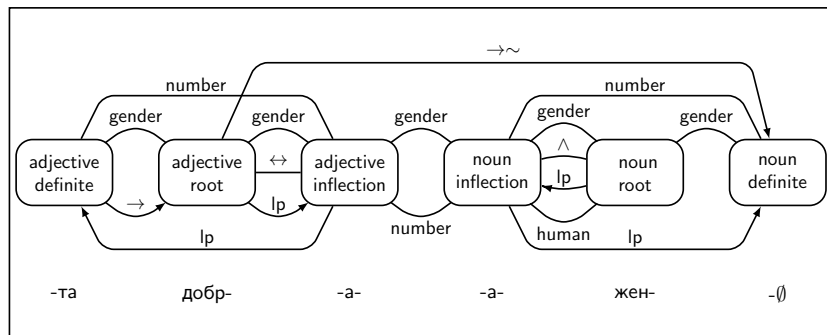 →∼
number number
gender gender gender gender gender
adjective definite
adjective root
adjective inflection
noun inflection
noun root
noun definite
↔ ∧
→ lp lp
number human
lp lp
-та добр- -а- -а- жен- -∅